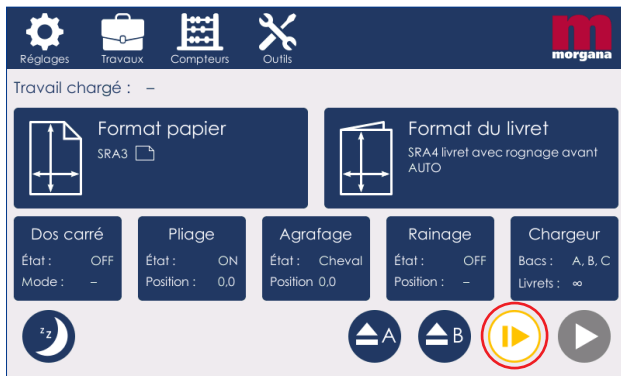 Réglages
Travaux
Compteurs
Outils
morgana
Travail chargé : –
Format papier
SRA3
Format du livret
SRA4 livret avec rognage avant
AUTO
Dos carré
État : OFF
Mode : –
Pliage
État : ON
Position : 0,0
Agrafage
État : Cheval
Position 0,0
Rainage
État : OFF
Position : –
Chargeur
Bacs : A, B, C
Livrets : ∞
zz
A
B